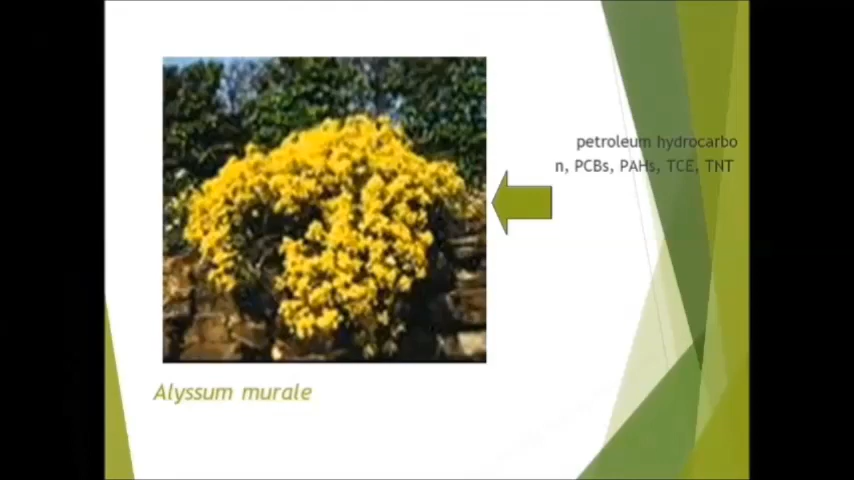 petroleum hydrocarbo
n, PCBs, PAHs, TCE, TNT
Alyssum murale